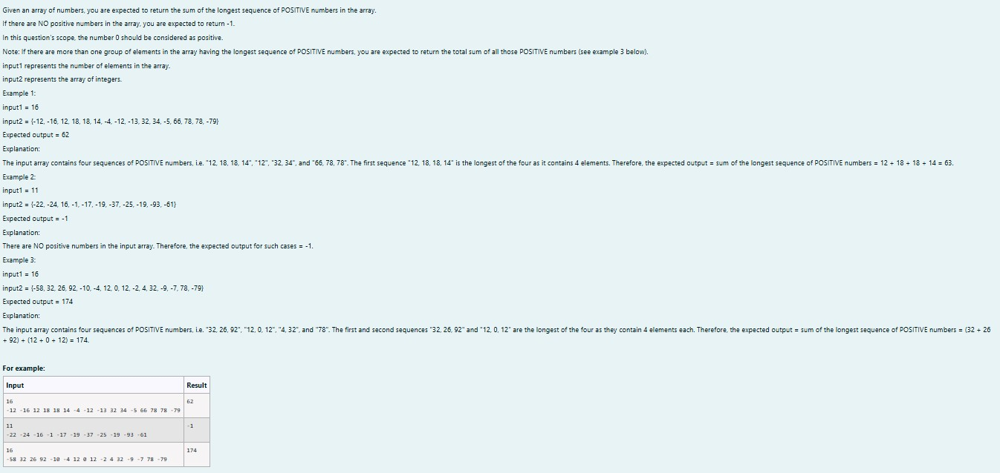 Given an array of numbers, you are expected to return the sum of the longest sequence of POSITIVE numbers in the array.
If there are NO positive numbers in the array, you are expected to return -1.
In this question's scope, the number 0 should be considered as positive.
Note: If there are more than one group of elements in the array having the longest sequence of POSITIVE numbers, you are expected to return the total sum of all those POSITIVE numbers (see example 3 below).
input1 represents the number of elements in the array.
input2 represents the array of integers.
Example 1:
input1 = 16
input2 = {-12, -16, 12, 18, 18, 14, -4, -12, -13, 32, 34, -5, 66, 78, 78, -79}
Expected output = 62
Explanation:
The input array contains four sequences of POSITIVE numbers, i.e. "12, 18, 18, 14", "12", "32, 34", and "66, 78, 78". The first sequence "12, 18, 18, 14" is the longest of the four as it contains 4 elements. Therefore, the expected output = sum of the longest sequence of POSITIVE numbers = 12 + 18 + 18 + 14 = 63.
Example 2:
input1 = 11
input2 = {-22, -24, 16, -1, -17, -19, -37, -25, -19, -93, -61}
Expected output = -1
Explanation:
There are NO positive numbers in the input array. Therefore, the expected output for such cases = -1.
Example 3:
input1 = 16
input2 = {-58, 32, 26, 92, -10, -4, 12, 0, 12, -2, 4, 32, -9, -7, 78, -79}
Expected output = 174
Explanation:
The input array contains four sequences of POSITIVE numbers, i.e. "32, 26, 92", "12, 0, 12", "4, 32", and "78". The first and second sequences "32, 26, 92" and "12, 0, 12" are the longest of the four as they contain 4 elements each. Therefore, the expected output = sum of the longest sequence of POSITIVE numbers = (32 + 26
+ 92) + (12 + 0 + 12) = 174.
For example:
Input Result
16 62
-12 -16 12 18 18 14 -4 -12 -13 32 34 -5 66 78 78 -79
11 -1
-22 -24 -16 -1 -17 -19 -37 -25 -19 -93 -61
16 174
-58 32 26 92 -10 -4 12 0 12 -2 4 32 -9 -7 78 -79